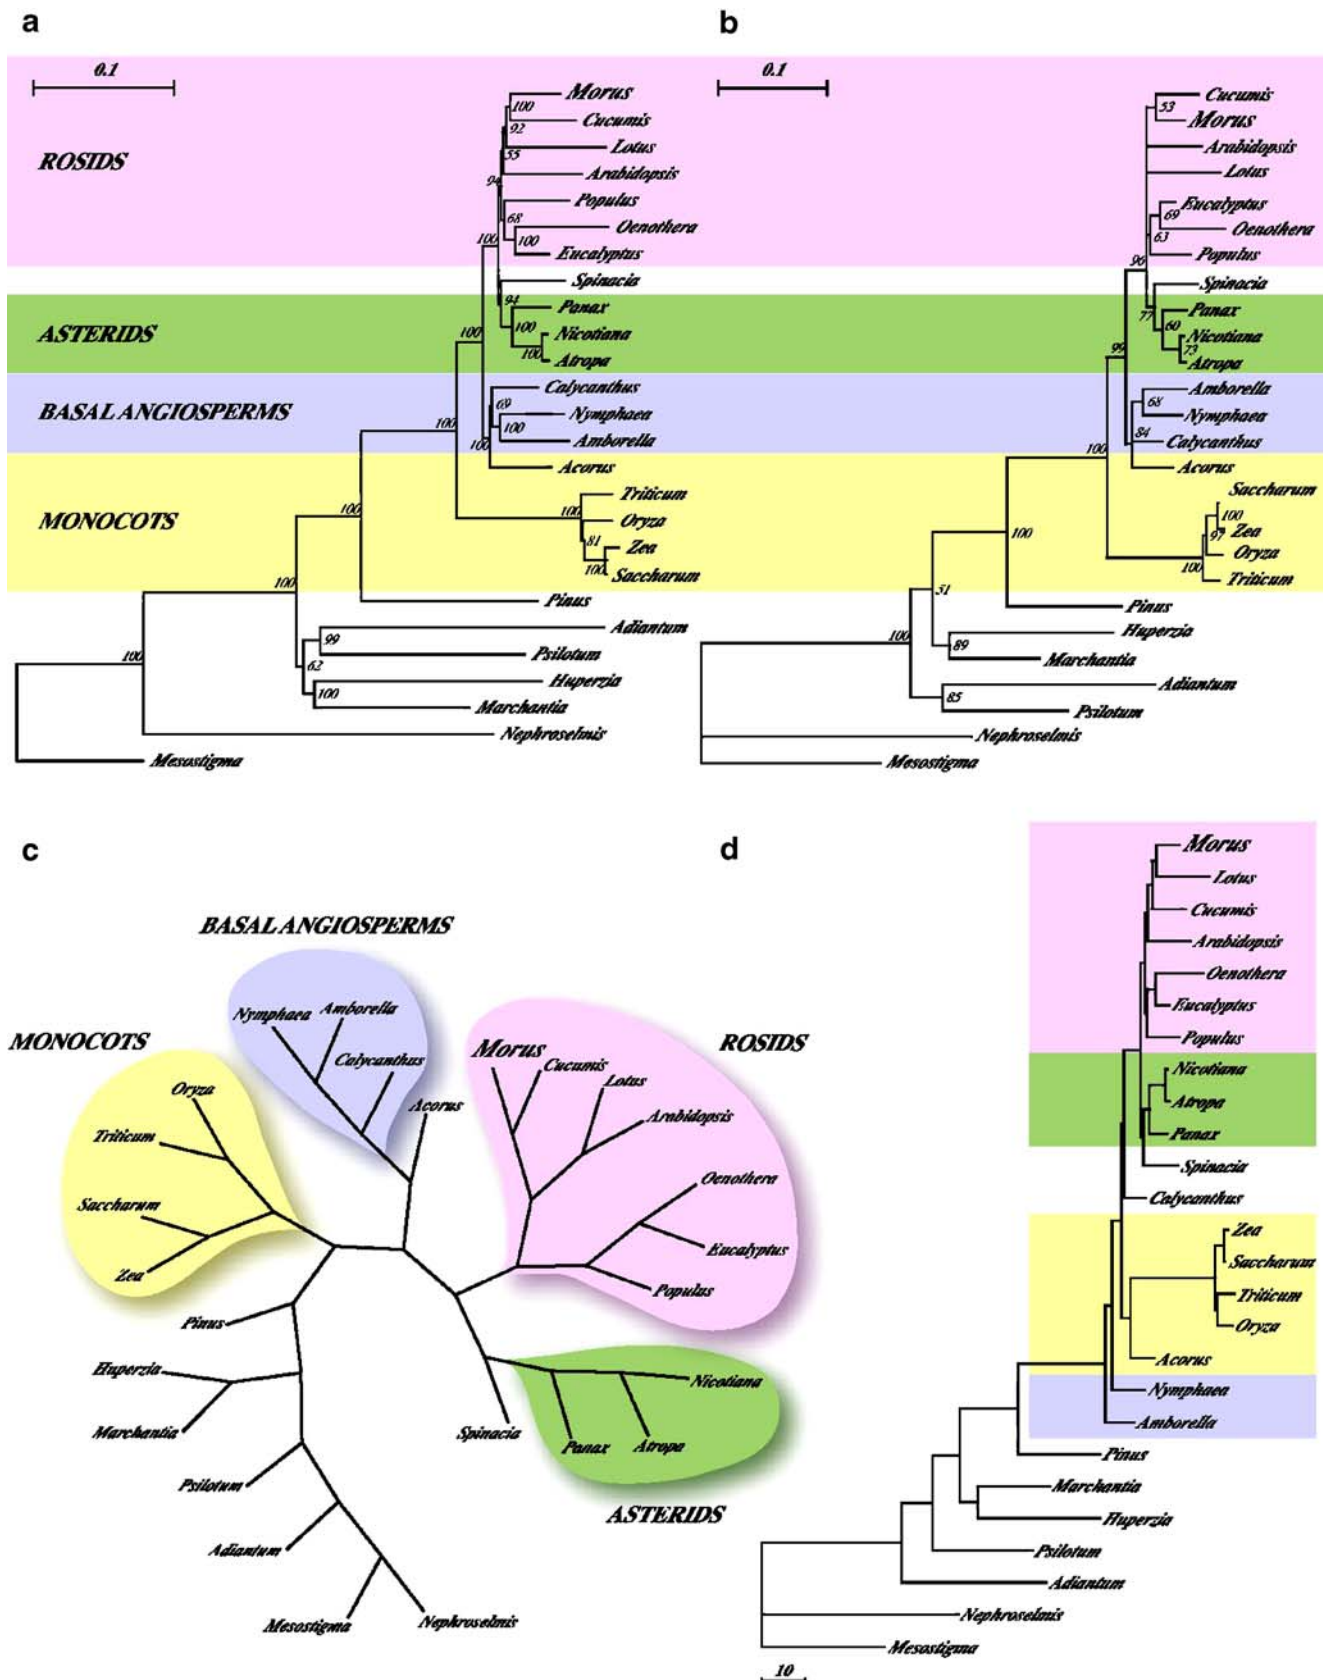 a
0.1
ROSIDS
ASTERIDS
BASAL ANGIOSPERMS
MONOCOTS
Morus
100
Cucumis
92
Lotus
55
Arabidopsis
94
Populus
68
Oenothera
100
100
Eucalyptus
Spinacia
94
Panax
100
100
Nicotiana
100
Atropa
Calycanthus
69
Nymphaea
100
100
Amborella
100
Acorus
Triticum
100
Oryza
100
81
Zea
100
Saccharum
100
Pinus
Adiantum
99
Psilotum
100
62
Huperzia
100
Marchantia
Nephroselmis
Mesostigma
b
0.1
Cucumis
53
Morus
Arabidopsis
Lotus
Eucalyptus
69
Oenothera
63
Populus
96
Spinacia
77
Panax
60
Nicotiana
99
73
Atropa
Amborella
68
Nymphaea
84
Calycanthus
100
Acorus
Saccharum
100
Zea
97
Oryza
100
Triticum
100
51
Pinus
Huperzia
100
89
Marchantia
Adiantum
85
Psilotum
Nephroselmis
Mesostigma
c
BASAL ANGIOSPERMS
Nymphaea
Amborella
Calycanthus
Acorus
MONOCOTS
Oryza
Triticum
Saccharum
Zea
ROSIDS
Morus
Cucumis
Lotus
Arabidopsis
Oenothera
Eucalyptus
Populus
Pinus
Huperzia
Marchantia
Psilotum
Adiantum
Mesostigma
Nephroselmis
Spinacia
Nicotiana
Panax
Atropa
ASTERIDS
d
Morus
Lotus
Cucumis
Arabidopsis
Oenothera
Eucalyptus
Populus
Nicotiana
Atropa
Panax
Spinacia
Calycanthus
Zea
Saccharum
Triticum
Oryza
Acorus
Nymphaea
Amborella
Pinus
Marchantia
Huperzia
Psilotum
Adiantum
Nephroselmis
Mesostigma
10